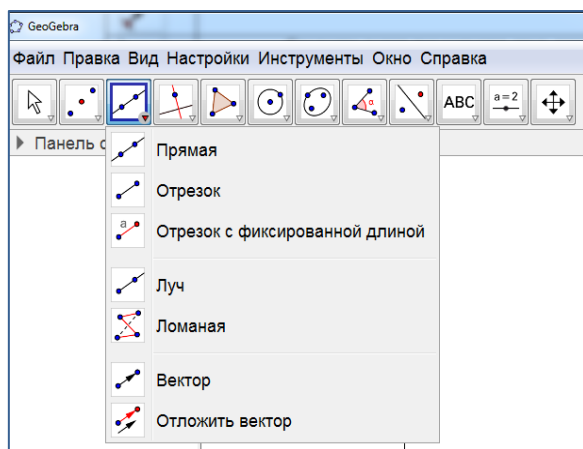 GeoGebra
Файл Правка Вид Настройки Инструменты Окно Справка
α ABC a=2
Панель
Прямая
Отрезок
a Отрезок с фиксированной длиной
Луч
Ломаная
Вектор
Отложить вектор